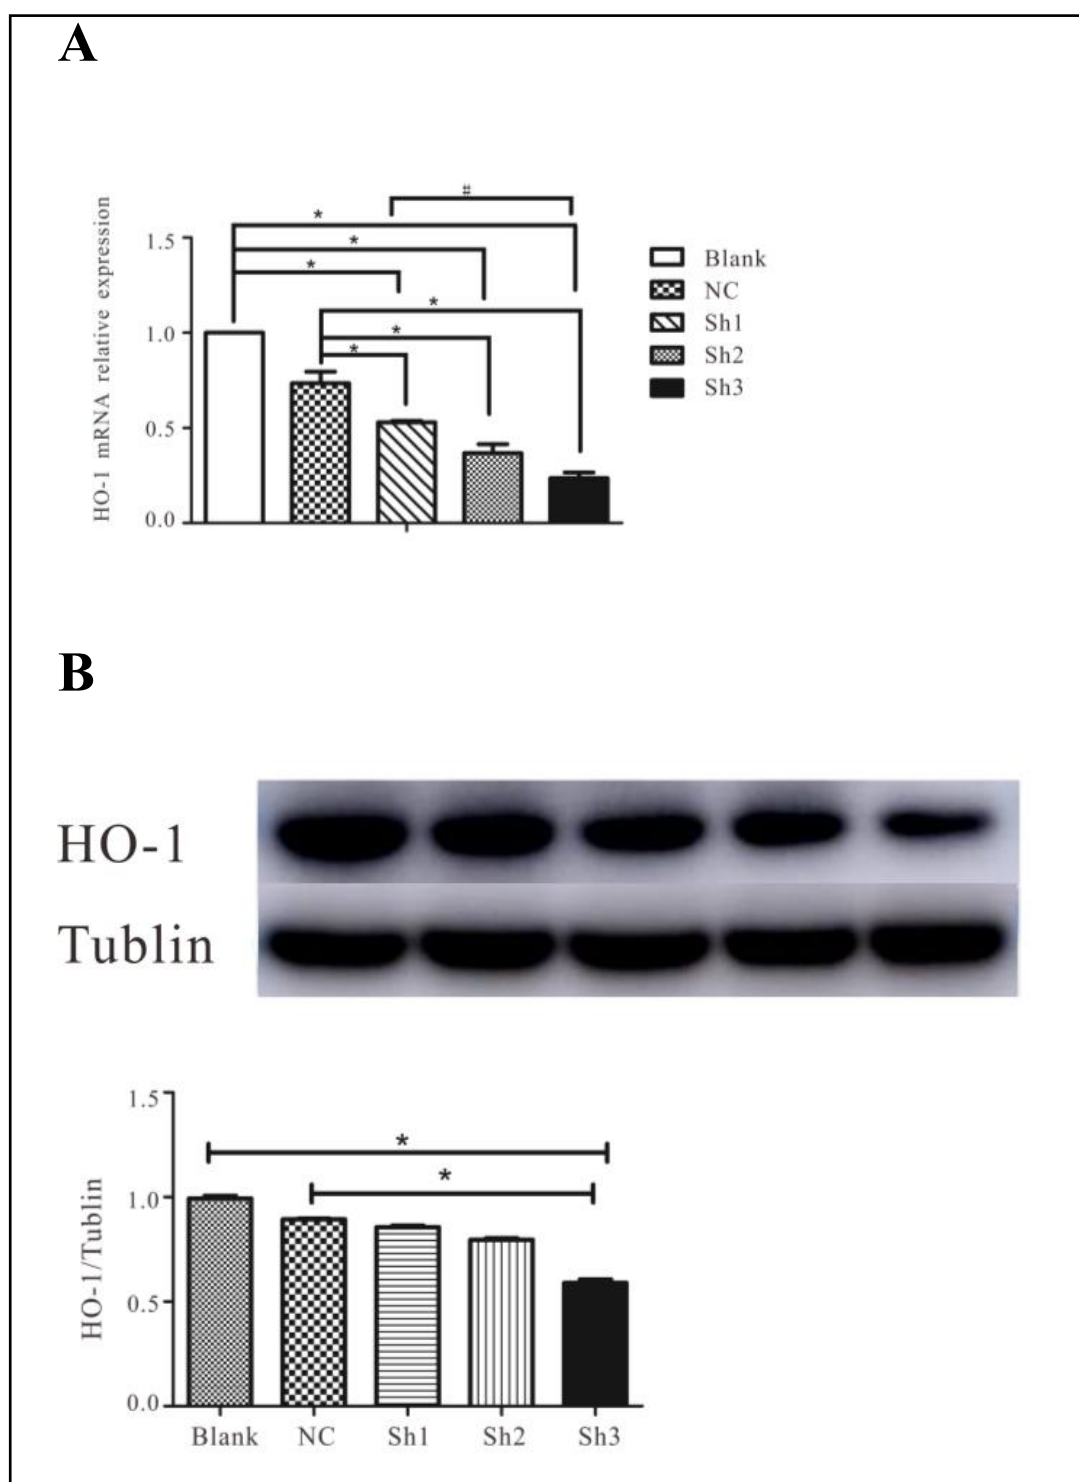 A
#
*
*
*
*
*
*
HO-1 mRNA relative expression
1.5
1.0
0.5
0.0
Blank
NC
Sh1
Sh2
Sh3
B
HO-1
Tublin
HO-1/Tublin
1.5
1.0
0.5
0.0
*
*
Blank NC Sh1 Sh2 Sh3